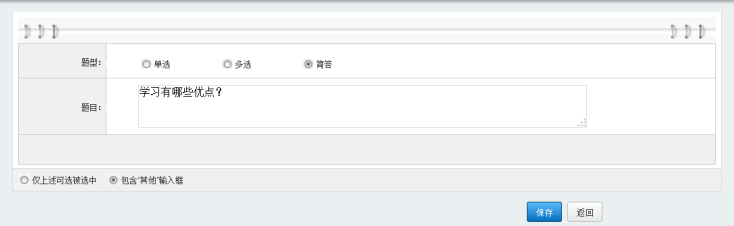 题型：
单选 多选 简答
题目：
学习有哪些优点？
仅上述可选被选中 包含"其他"输入框
保存 返回